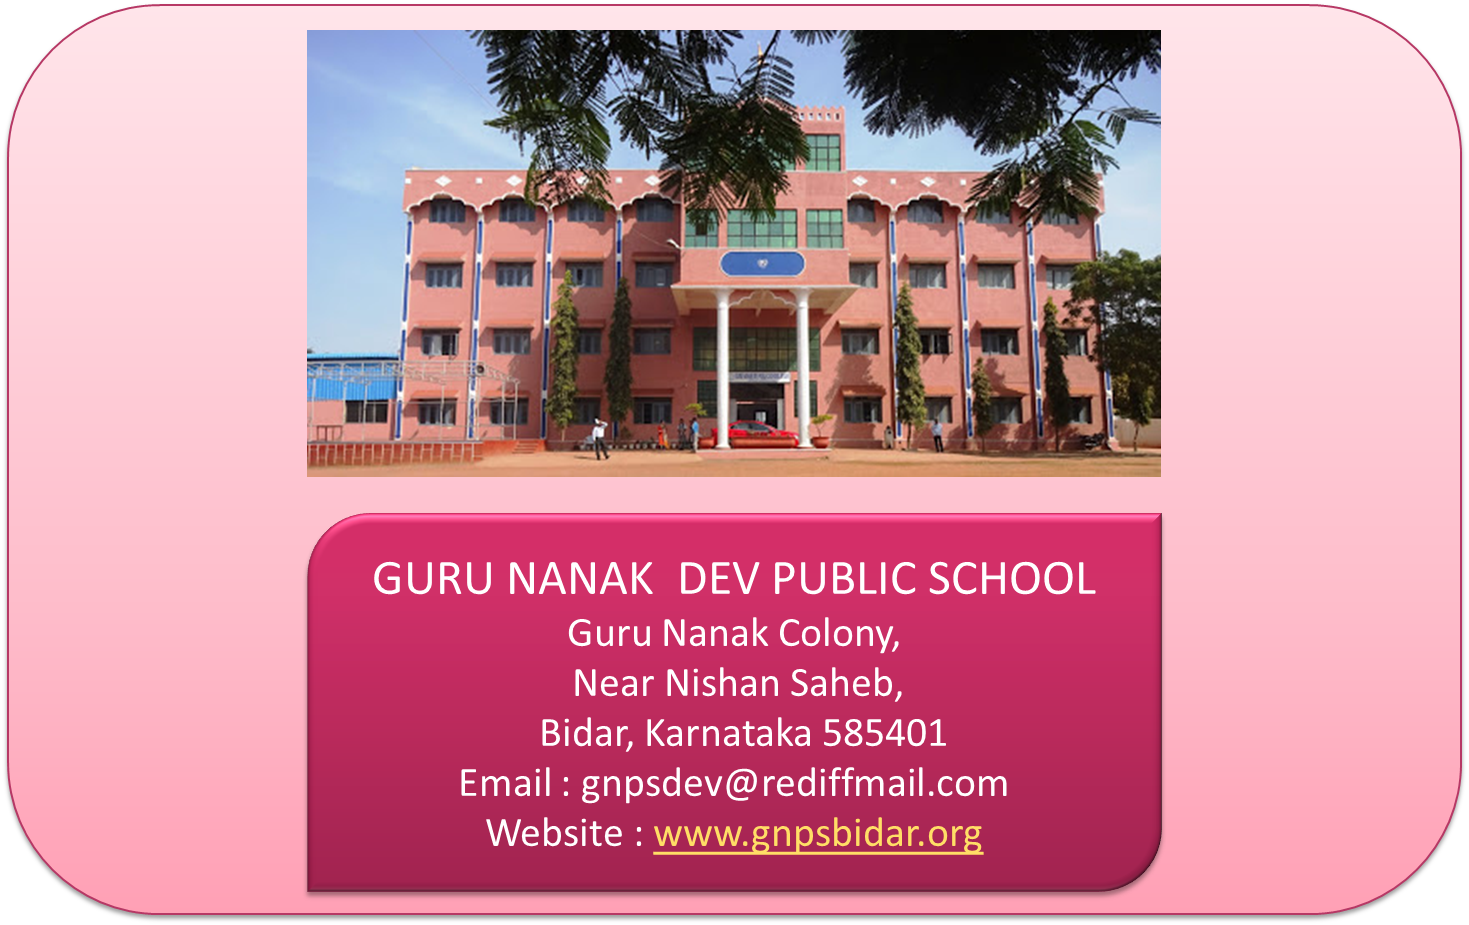 GURU NANAK  DEV PUBLIC SCHOOL
Guru Nanak Colony,
Near Nishan Saheb,
Bidar, Karnataka 585401
Email : gnpsdev@rediffmail.com
Website : www.gnpsbidar.org